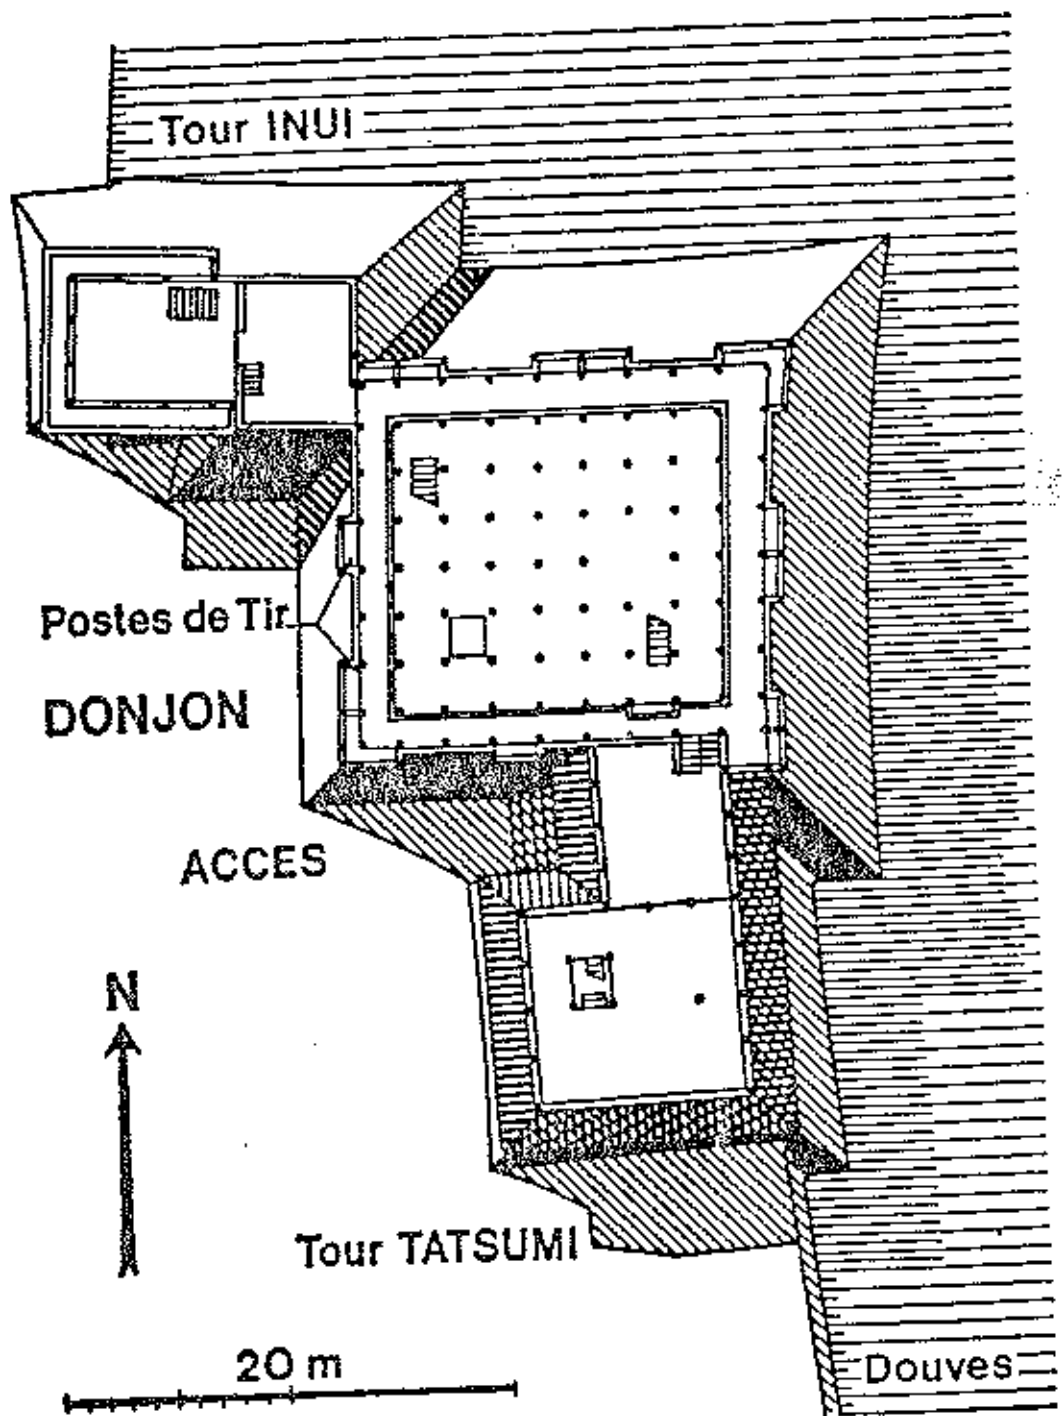 Tour INUI
Postes de Tir
DONJON
ACCES
N
Tour TATSUMI
20 m
Douves